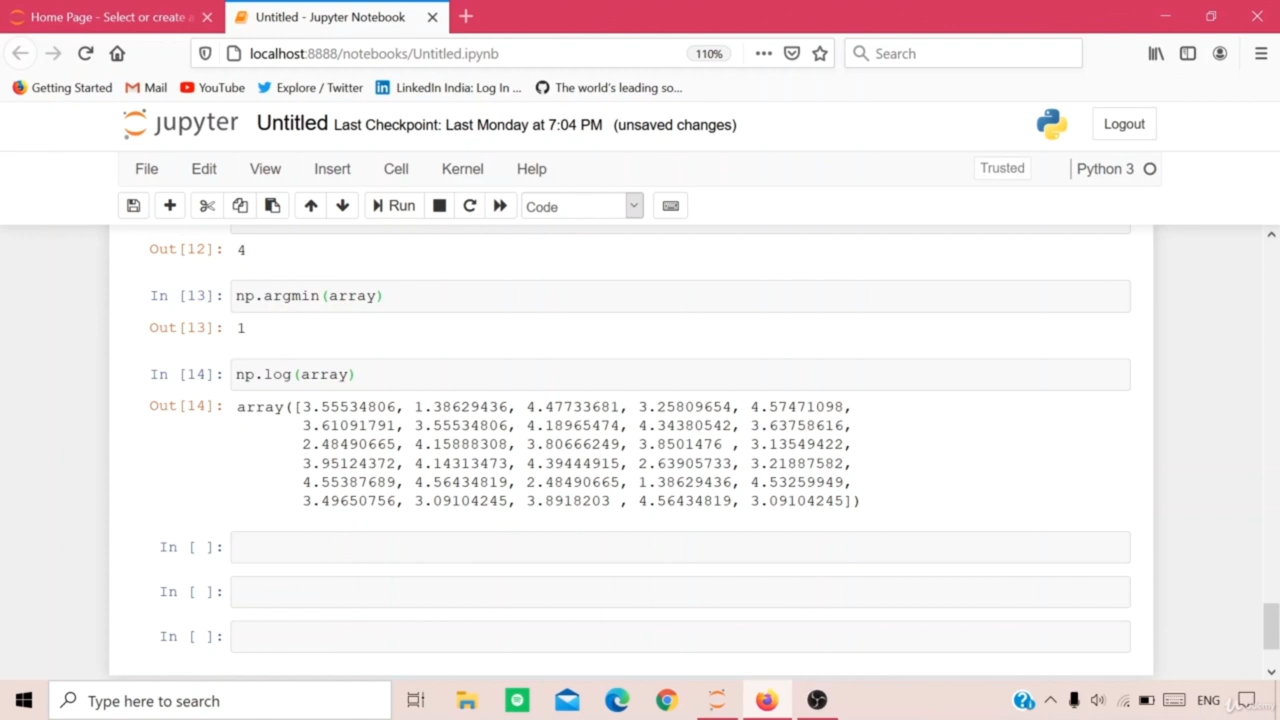 Home Page - Select or create a
Untitled - Jupyter Notebook
localhost:8888/notebooks/Untitled.ipynb
110%
Search
Getting Started
Mail
YouTube
Explore / Twitter
LinkedIn India: Log In ...
The world's leading so...
jupyter
Untitled Last Checkpoint: Last Monday at 7:04 PM (unsaved changes)
Logout
File Edit View Insert Cell Kernel Help
Trusted
Python 3
Run
Code
Out[12]: 4
In [13]: np.argmin(array)
Out[13]: 1
In [14]: np.log(array)
Out[14]: array([3.55534806, 1.38629436, 4.47733681, 3.25809654, 4.57471098,
3.61091791, 3.55534806, 4.18965474, 4.34380542, 3.63758616,
2.48490665, 4.15888308, 3.80666249, 3.8501476 , 3.13549422,
3.95124372, 4.14313473, 4.39444915, 2.63905733, 3.21887582,
4.55387689, 4.56434819, 2.48490665, 1.38629436, 4.53259949,
3.49650756, 3.09104245, 3.8918203 , 4.56434819, 3.09104245])
In [ ]:
In [ ]:
In [ ]:
Type here to search
ENG